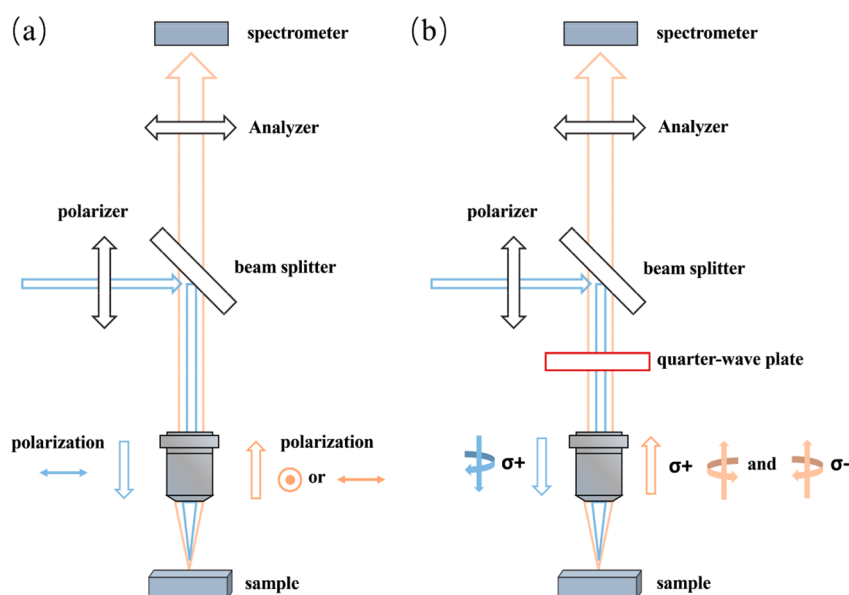 (a)
spectrometer
Analyzer
polarizer
beam splitter
polarization
polarization
or
sample
(b)
spectrometer
Analyzer
polarizer
beam splitter
quarter-wave plate
σ+
σ+ and σ-
sample